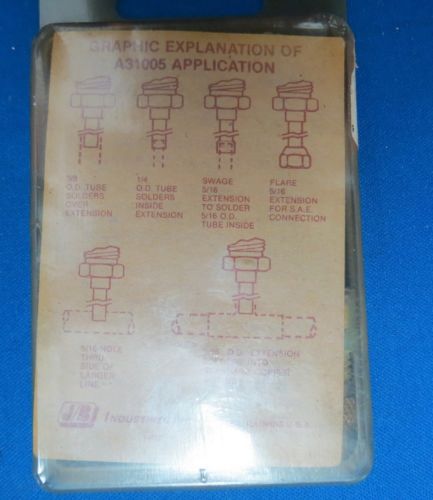 GRAPHIC EXPLANATION OF
A31005 APPLICATION
3/8
O.D. TUBE
SOLDERS
OVER
EXTENSION
1/4
O.D. TUBE
SOLDERS
INSIDE
EXTENSION
SWAGE
5/16
EXTENSION
TO SOLDER
5/16 O.D.
TUBE INSIDE
FLARE
5/16
EXTENSION
FOR S.A.E.
CONNECTION
5/16 HOLE
THRU
SIDE OF
LARGER
LINE
O.D. EXTENSION
INTO
J/B INDUSTRIES
U.S.A.